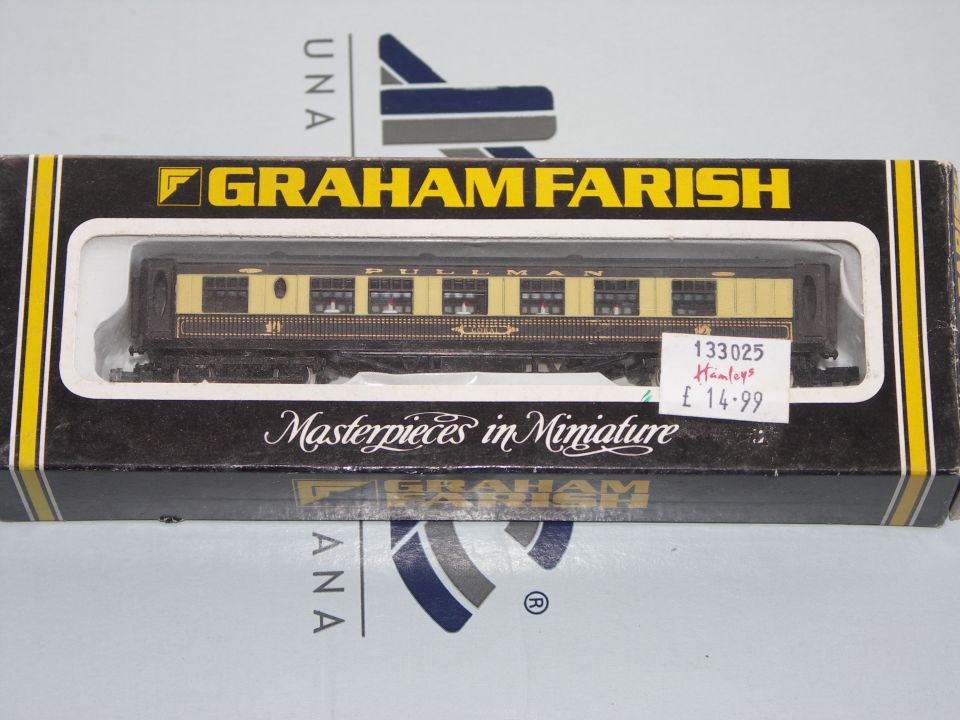 UNA
GRAHAM FARISH
PULLMAN
133025
Hamleys
£ 14.99
Masterpieces in Miniature
GRAHAM
FARISH
ANA
®